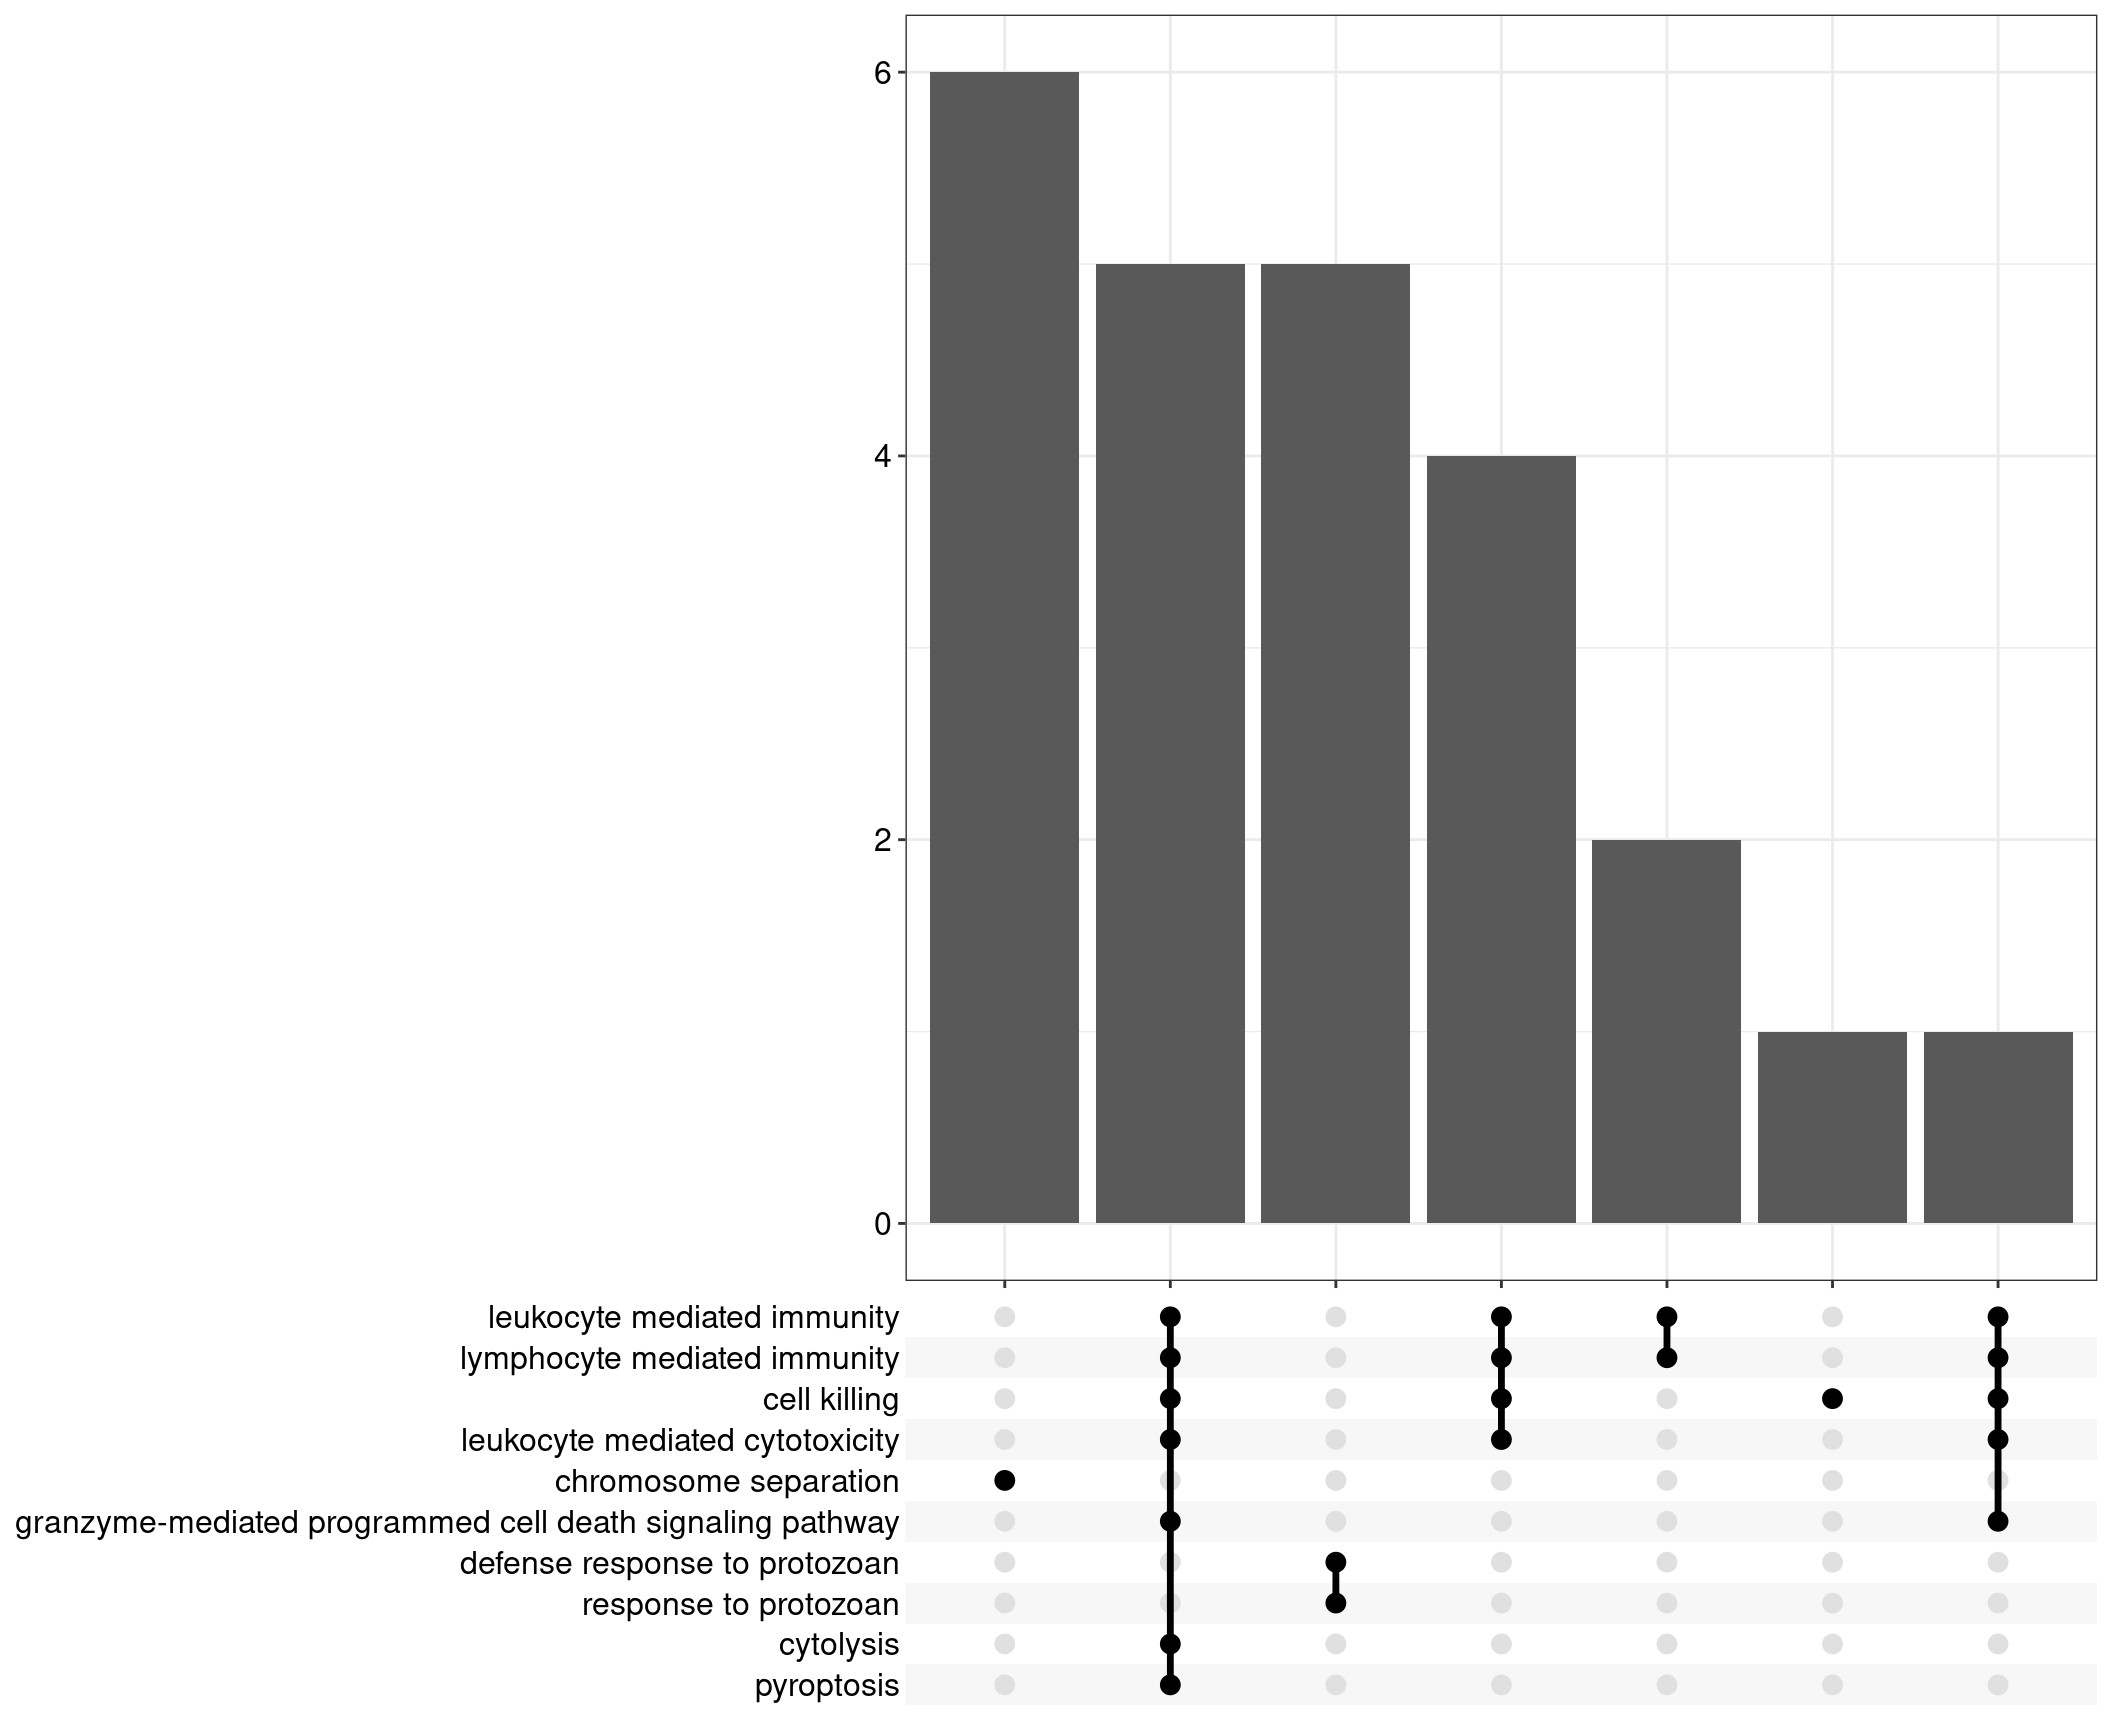 6
4
2
0
leukocyte mediated immunity
lymphocyte mediated immunity
cell killing
leukocyte mediated cytotoxicity
chromosome separation
granzyme-mediated programmed cell death signaling pathway
defense response to protozoan
response to protozoan
cytolysis
pyroptosis